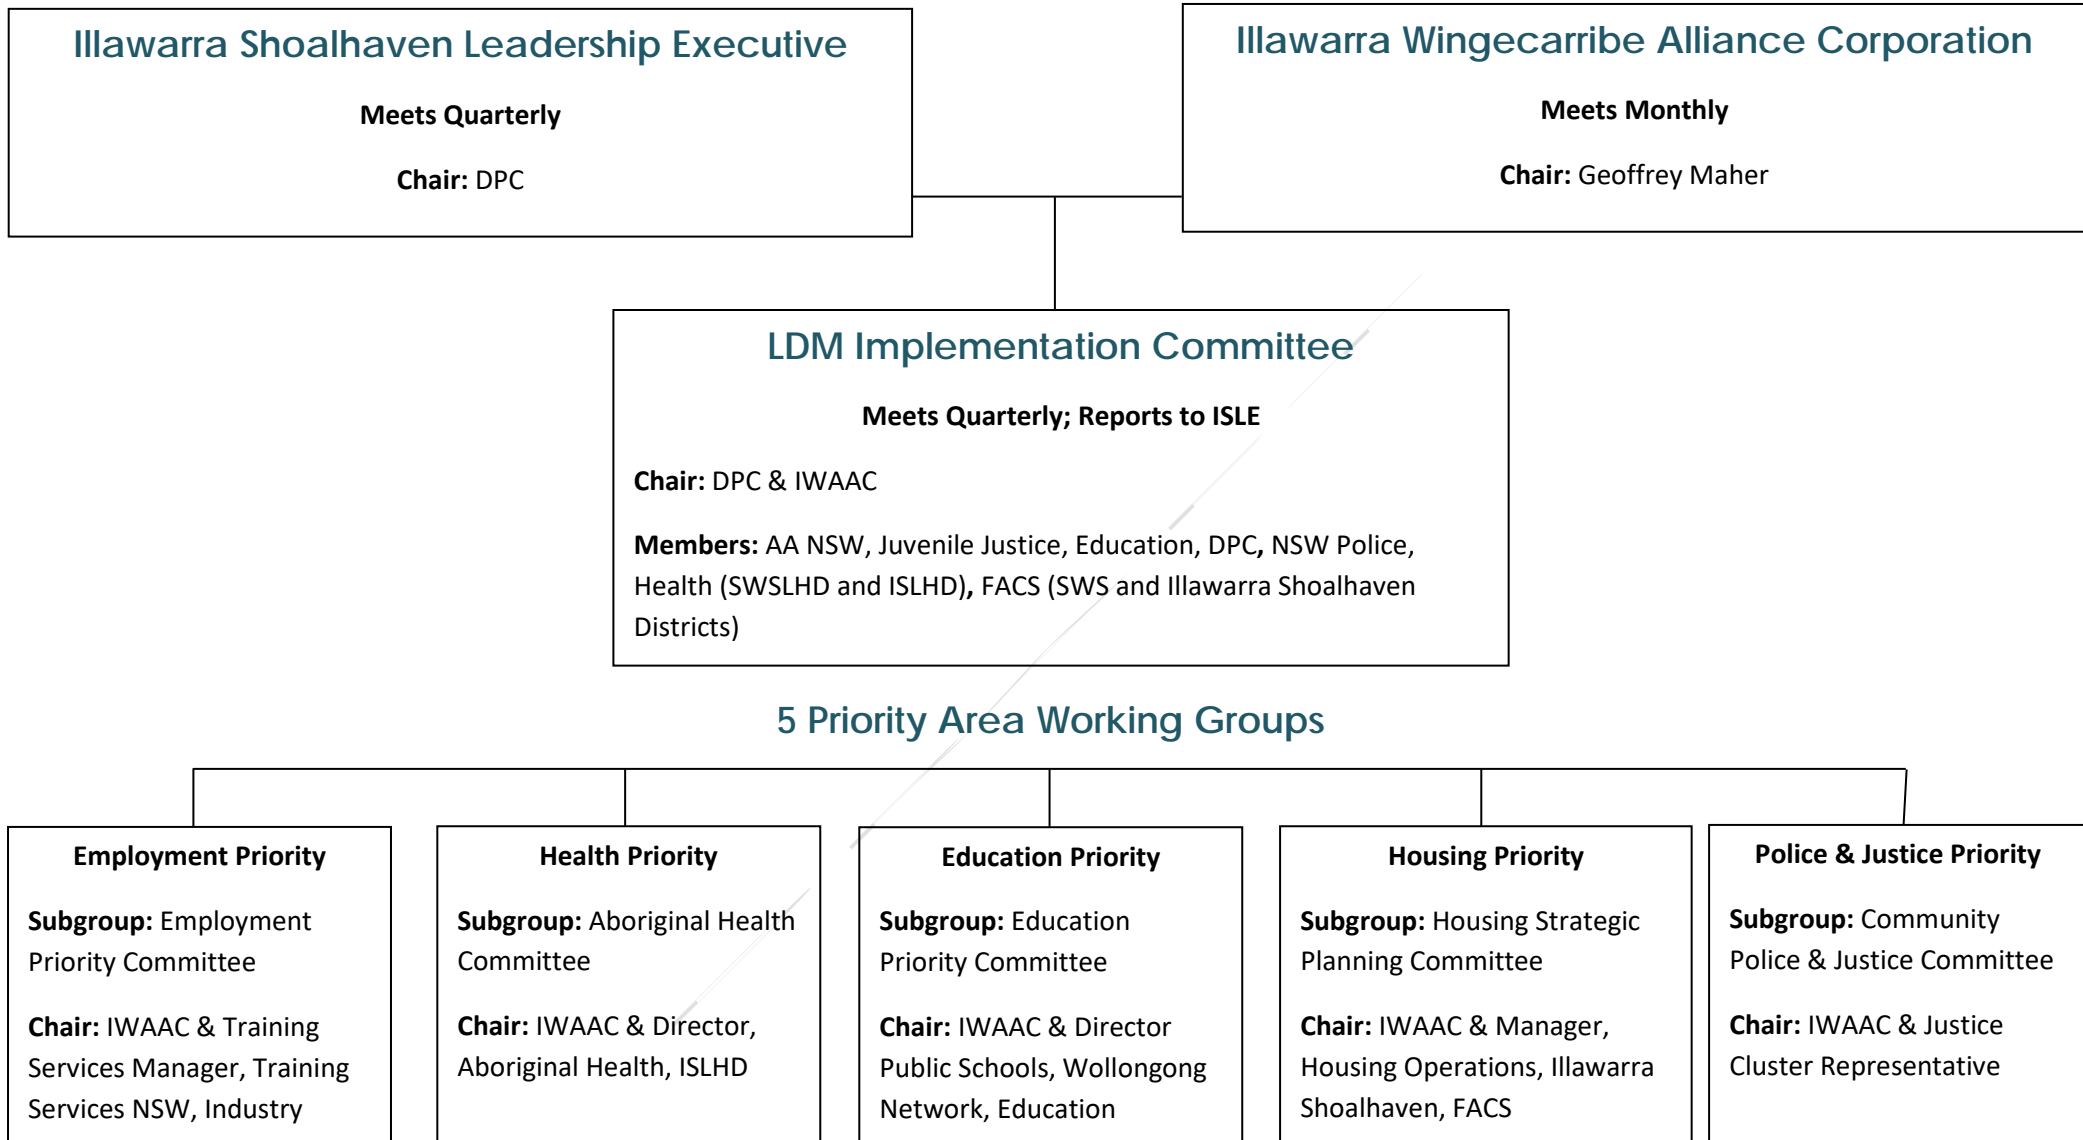 Illawarra Shoalhaven Leadership Executive
Meets Quarterly
Chair: DPC
Illawarra Wingecarribe Alliance Corporation
Meets Monthly
Chair: Geoffrey Maher
LDM Implementation Committee
Meets Quarterly; Reports to ISLE
Chair: DPC & IWAAC
Members: AA NSW, Juvenile Justice, Education, DPC, NSW Police,
Health (SWSLHD and ISLHD), FACS (SWS and Illawarra Shoalhaven
Districts)
5 Priority Area Working Groups
Employment Priority
Subgroup: Employment
Priority Committee
Chair: IWAAC & Training
Services Manager, Training
Services NSW, Industry
Health Priority
Subgroup: Aboriginal Health
Committee
Chair: IWAAC & Director,
Aboriginal Health, ISLHD
Education Priority
Subgroup: Education
Priority Committee
Chair: IWAAC & Director
Public Schools, Wollongong
Network, Education
Housing Priority
Subgroup: Housing Strategic
Planning Committee
Chair: IWAAC & Manager,
Housing Operations, Illawarra
Shoalhaven, FACS
Police & Justice Priority
Subgroup: Community
Police & Justice Committee
Chair: IWAAC & Justice
Cluster Representative